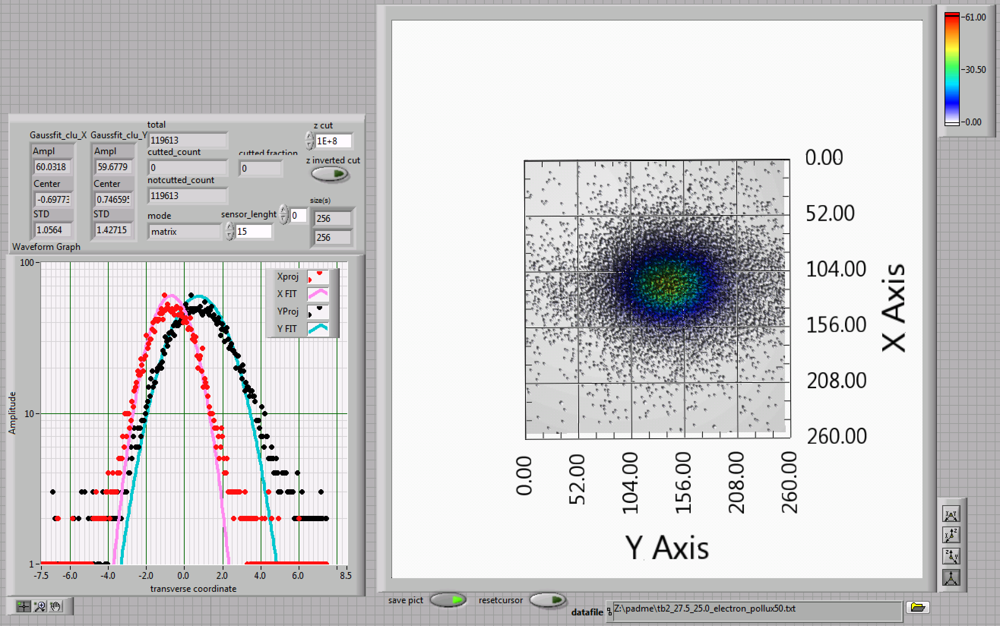 total
z cut
Gaussfit_clu_X
Gaussfit_clu_Y
119613
1E+8
Ampl
Ampl
cutted_count
cutted fraction
z inverted cut
60.0318
59.6779
0
0
Center
Center
notcutted_count
-0.69773
0.746595
119613
size(s)
STD
STD
mode
sensor_lenght
0
256
1.0564
1.42715
matrix
15
256
Waveform Graph
100
10
1
Amplitude
Xproj
X FIT
YProj
Y FIT
-7.5
-6.0
-4.0
-2.0
0.0
2.0
4.0
6.0
8.5
transverse coordinate
61.00
30.50
0.00
0.00
52.00
104.00
156.00
208.00
260.00
X Axis
0.00
52.00
104.00
156.00
208.00
260.00
Y Axis
save pict
resetcursor
datafile
Z:\padme\tb2_27.5_25.0_electron_pollux50.txt